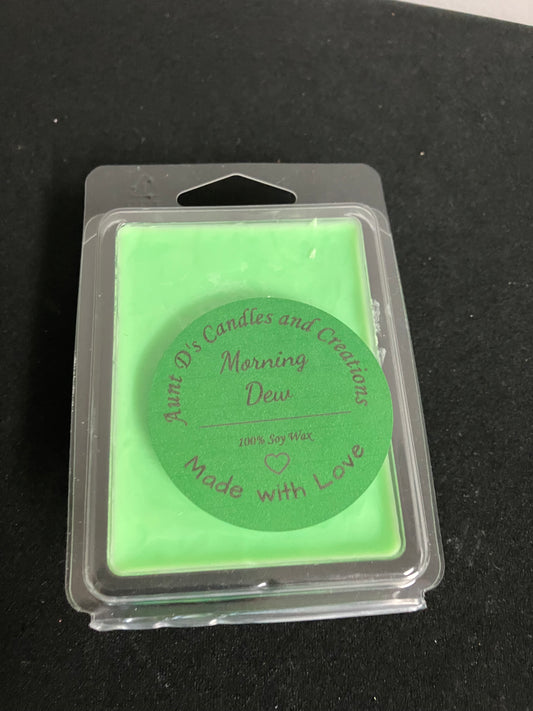 Aunt D's Candles and Creations
Morning
Dew
100% Soy Wax
Made with Love